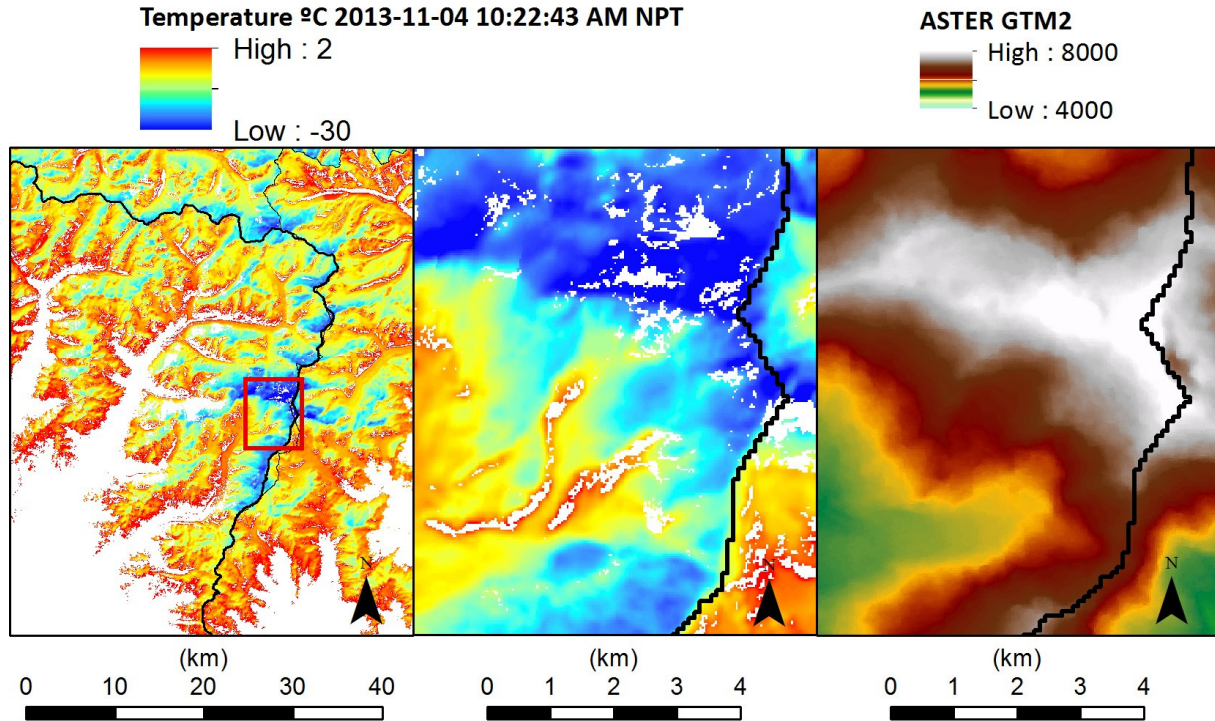 Temperature ºC 2013-11-04 10:22:43 AM NPT
High : 2
Low : -30
ASTER GTM2
High : 8000
Low : 4000
N
N
N
(km)
0 10 20 30 40
(km)
0 1 2 3 4
(km)
0 1 2 3 4